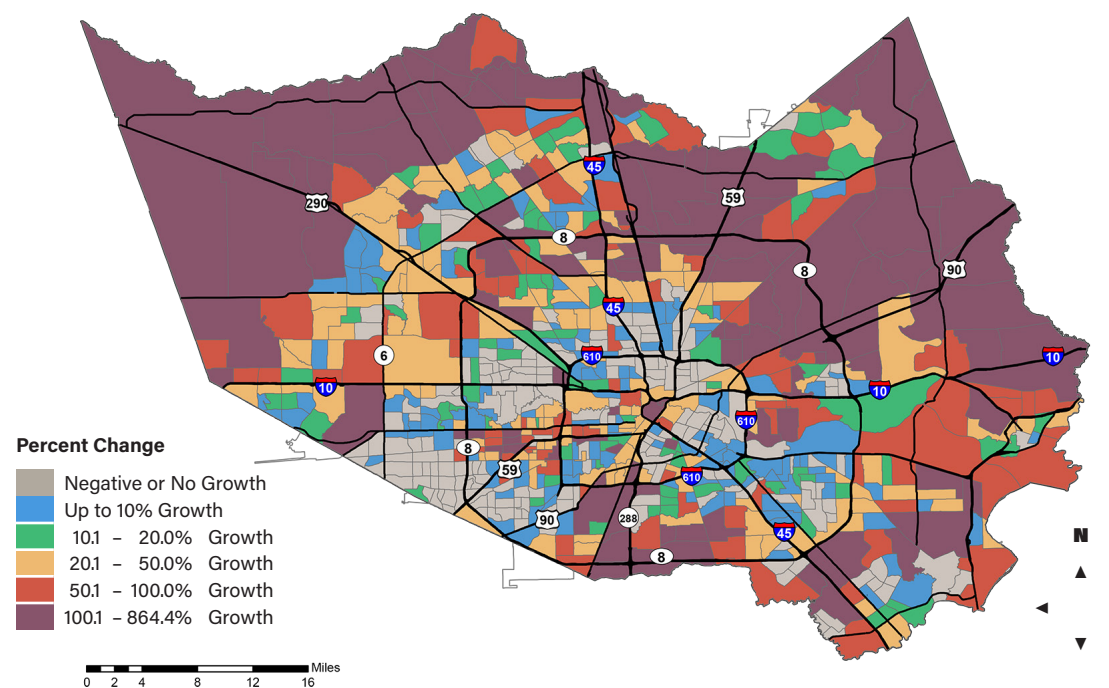 45
59
290
8
8
90
45
610
6
10
10
10
610
8
59
610
90
288
45
8
Percent Change
Negative or No Growth
Up to 10% Growth
10.1 – 20.0% Growth
20.1 – 50.0% Growth
50.1 – 100.0% Growth
100.1 – 864.4% Growth
N
Miles
0 2 4 8 12 16